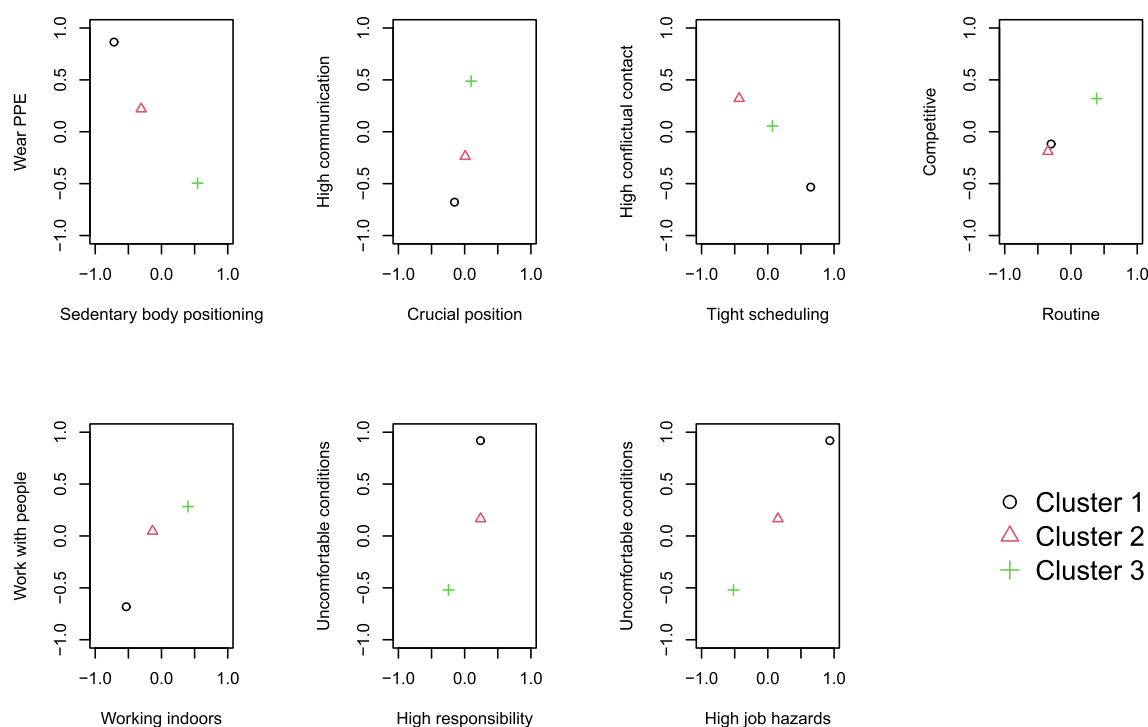 Wear PPE
1.0
0.5
0.0
−0.5
−1.0
−1.0 0.0 1.0
Sedentary body positioning
High communication
1.0
0.5
0.0
−0.5
−1.0
−1.0 0.0 1.0
Crucial position
High conflictual contact
1.0
0.5
0.0
−0.5
−1.0
−1.0 0.0 1.0
Tight scheduling
Competitive
1.0
0.5
0.0
−0.5
−1.0
−1.0 0.0 1.0
Routine
Work with people
1.0
0.5
0.0
−0.5
−1.0
−1.0 0.0 1.0
Working indoors
Uncomfortable conditions
1.0
0.5
0.0
−0.5
−1.0
−1.0 0.0 1.0
High responsibility
Uncomfortable conditions
1.0
0.5
0.0
−0.5
−1.0
−1.0 0.0 1.0
High job hazards
Cluster 1
Cluster 2
Cluster 3